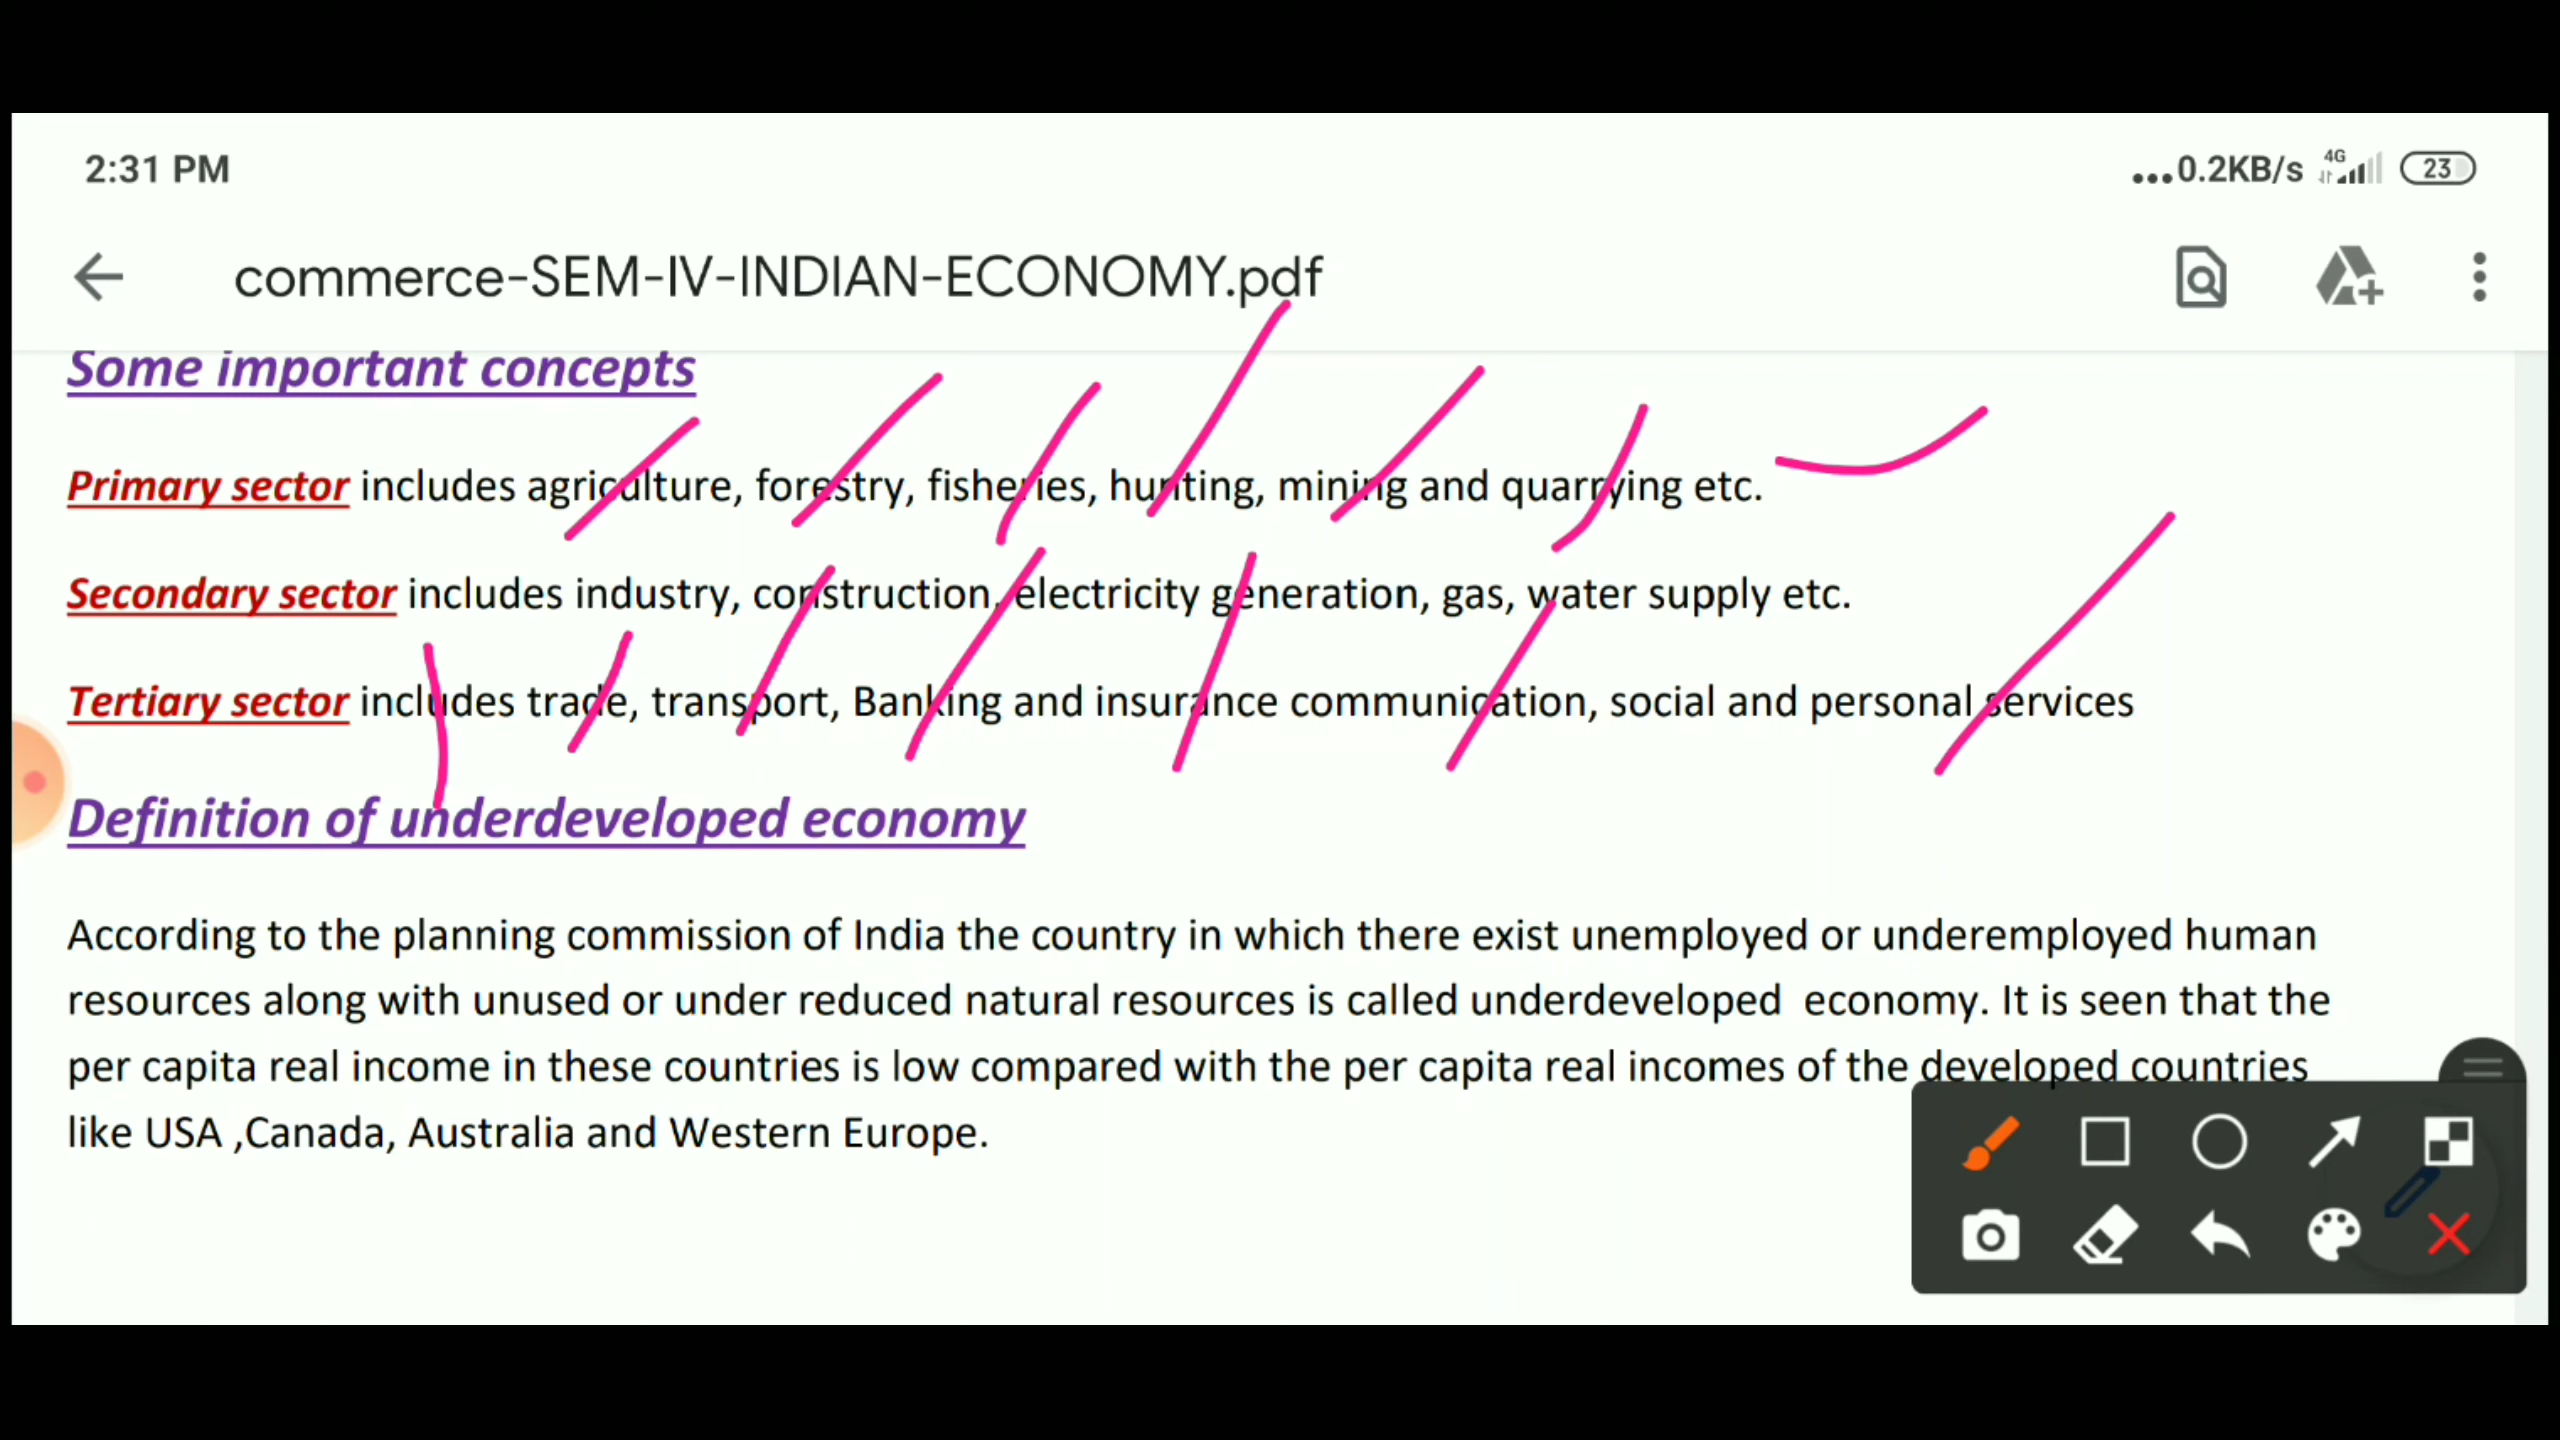 2:31 PM
...0.2KB/s 4G 23
commerce-SEM-IV-INDIAN-ECONOMY.pdf
Some important concepts
Primary sector includes agriculture, forestry, fisheries, hunting, mining and quarrying etc.
Secondary sector includes industry, construction, electricity generation, gas, water supply etc.
Tertiary sector includes trade, transport, Banking and insurance communication, social and personal services
Definition of underdeveloped economy
According to the planning commission of India the country in which there exist unemployed or underemployed human
resources along with unused or under reduced natural resources is called underdeveloped  economy. It is seen that the
per capita real income in these countries is low compared with the per capita real incomes of the developed countries
like USA ,Canada, Australia and Western Europe.